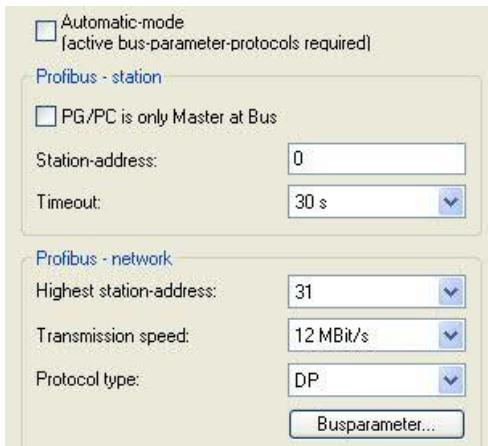 Automatic-mode
(active bus-parameter-protocols required)
Profibus - station
PG/PC is only Master at Bus
Station-address: 0
Timeout: 30 s
Profibus - network
Highest station-address: 31
Transmission speed: 12 MBit/s
Protocol type: DP
Busparameter...